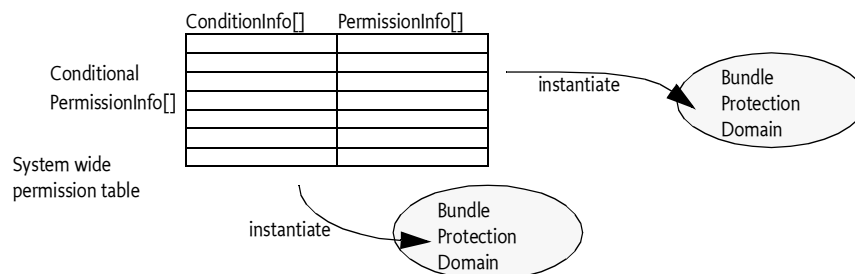 ConditionInfo[] PermissionInfo[]
Conditional
PermissionInfo[]
instantiate
Bundle
Protection
Domain
System wide
permission table
instantiate
Bundle
Protection
Domain